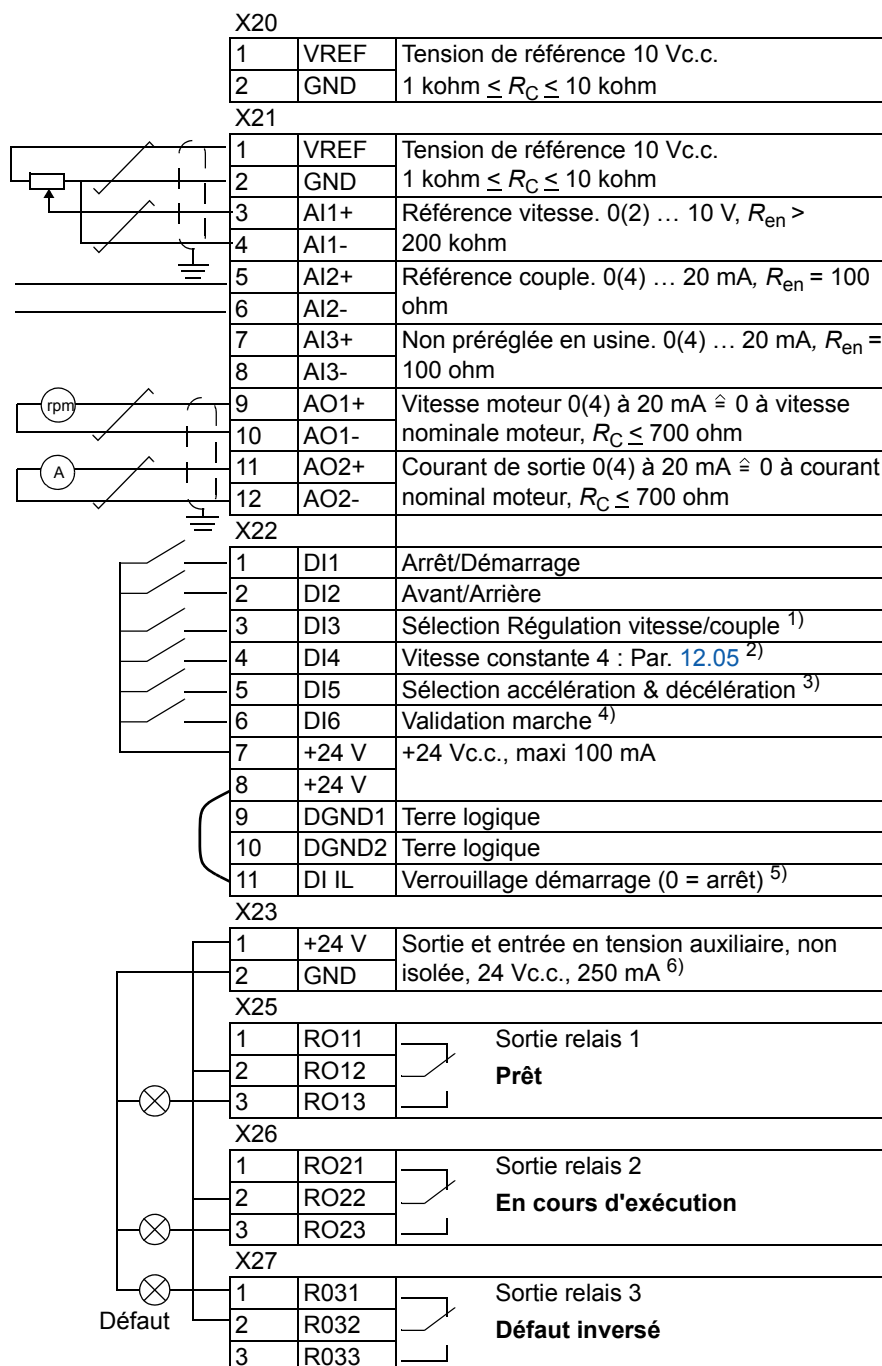 X20
1 VREF Tension de référence 10 Vc.c.
2 GND 1 kohm ≤ RC ≤ 10 kohm
X21
1 VREF Tension de référence 10 Vc.c.
2 GND 1 kohm ≤ RC ≤ 10 kohm
3 AI1+ Référence vitesse. 0(2) … 10 V, Ren >
4 AI1- 200 kohm
5 AI2+ Référence couple. 0(4) … 20 mA, Ren = 100
6 AI2- ohm
7 AI3+ Non préréglée en usine. 0(4) … 20 mA, Ren =
8 AI3- 100 ohm
rpm 9 AO1+ Vitesse moteur 0(4) à 20 mA ≙ 0 à vitesse
10 AO1- nominale moteur, RC ≤ 700 ohm
A 11 AO2+ Courant de sortie 0(4) à 20 mA ≙ 0 à courant
12 AO2- nominal moteur, RC ≤ 700 ohm
X22
1 DI1 Arrêt/Démarrage
2 DI2 Avant/Arrière
3 DI3 Sélection Régulation vitesse/couple 1)
4 DI4 Vitesse constante 4 : Par. 12.05 2)
5 DI5 Sélection accélération & décélération 3)
6 DI6 Validation marche 4)
7 +24 V +24 Vc.c., maxi 100 mA
8 +24 V
9 DGND1 Terre logique
10 DGND2 Terre logique
11 DI IL Verrouillage démarrage (0 = arrêt) 5)
X23
1 +24 V Sortie et entrée en tension auxiliaire, non
2 GND isolée, 24 Vc.c., 250 mA 6)
X25
1 RO11 Sortie relais 1
2 RO12 Prêt
3 RO13
X26
1 RO21 Sortie relais 2
2 RO22 En cours d'exécution
3 RO23
X27
1 R031 Sortie relais 3
Défaut 2 R032 Défaut inversé
3 R033